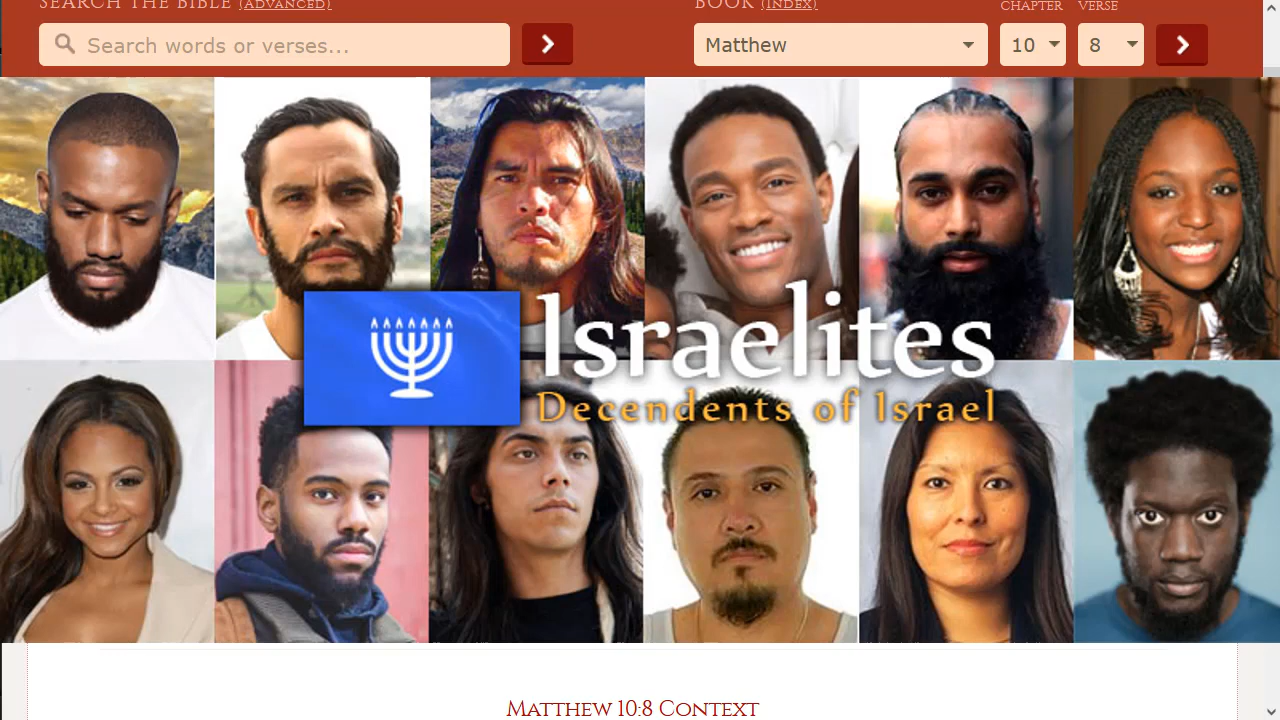 SEARCH THE BIBLE (ADVANCED)
BOOK (INDEX)
CHAPTER
VERSE
Search words or verses...
Matthew
10
8
Israelites
Decendents of Israel
MATTHEW 10:8 CONTEXT